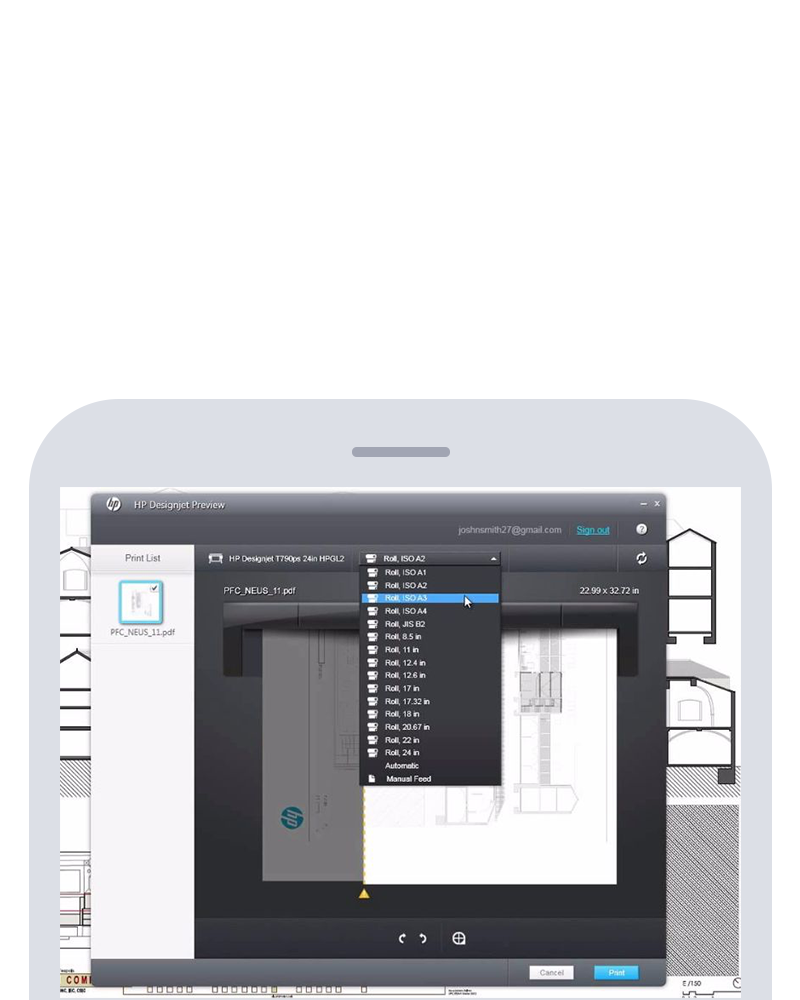 hp HP Designjet Preview
joshnsmith27@gmail.com Sign out ?
Print List
HP Designjet T790ps 24in HPGL2
Roll, ISO A2
PFC_NEUS_11.pdf
22.99 x 32.72 in
Roll, ISO A1
Roll, ISO A2
Roll, ISO A3
Roll, ISO A4
Roll, JIS B2
Roll, 8.5 in
Roll, 11 in
Roll, 12.4 in
Roll, 12.6 in
Roll, 17 in
Roll, 17.32 in
Roll, 18 in
Roll, 20.67 in
Roll, 22 in
Roll, 24 in
Automatic
Manual Feed
PFC_NEUS_11.pdf
hp
Cancel
Print
COM
E /150